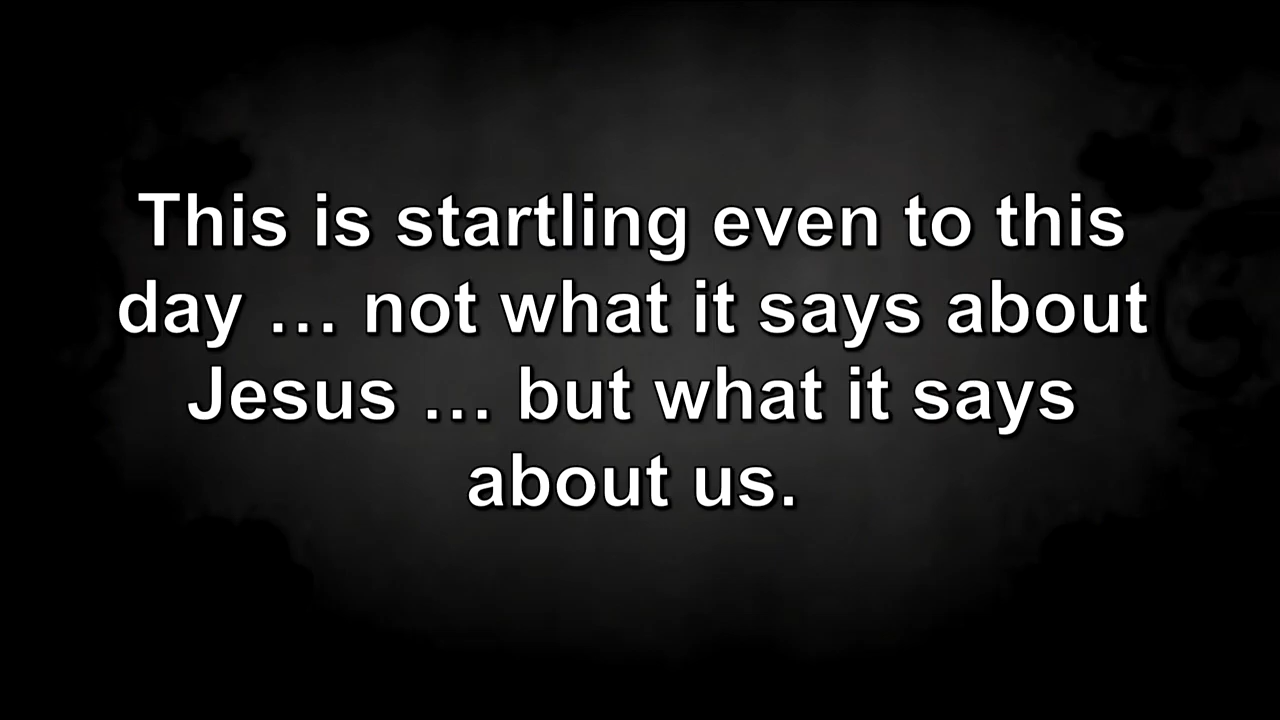 This is startling even to this
day … not what it says about
Jesus … but what it says
about us.